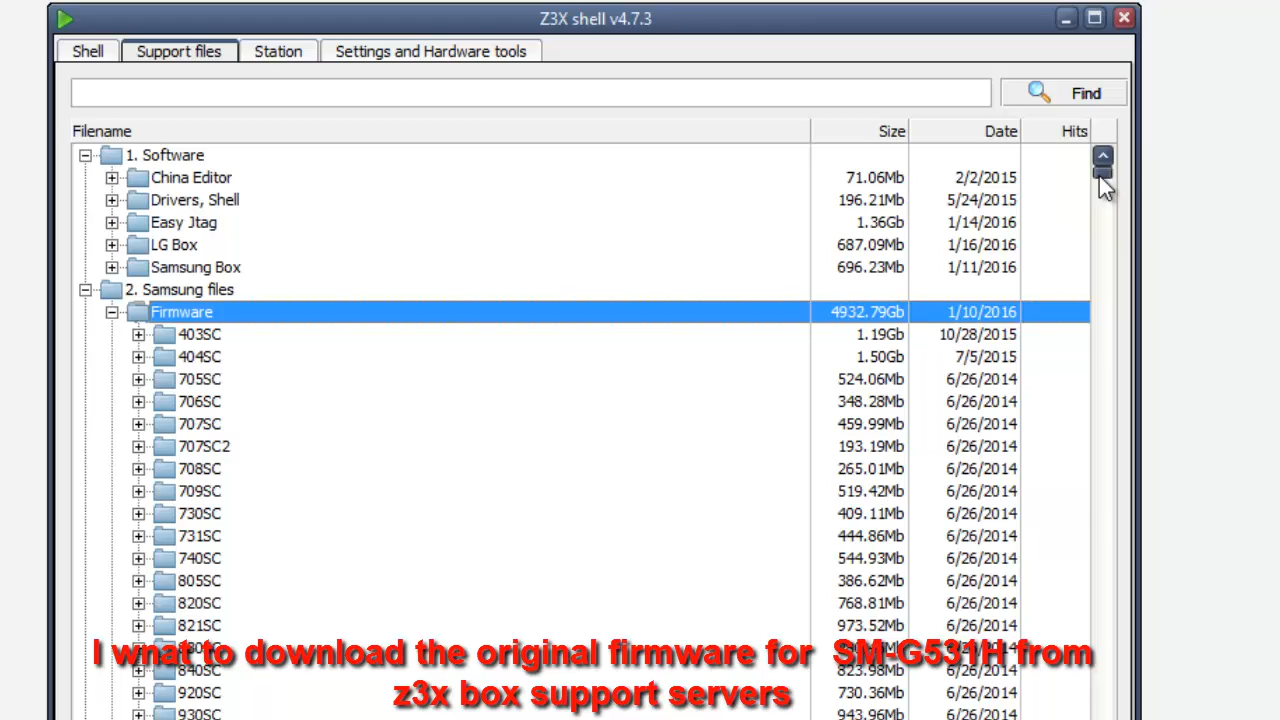 Z3X shell v4.7.3
Shell Support files Station Settings and Hardware tools
Find
Filename Size Date Hits
1. Software
China Editor 71.06Mb 2/2/2015
Drivers, Shell 196.21Mb 5/24/2015
Easy Jtag 1.36Gb 1/14/2016
LG Box 687.09Mb 1/16/2016
Samsung Box 696.23Mb 1/11/2016
2. Samsung files
Firmware 4932.79Gb 1/10/2016
403SC 1.19Gb 10/28/2015
404SC 1.50Gb 7/5/2015
705SC 524.06Mb 6/26/2014
706SC 348.28Mb 6/26/2014
707SC 459.99Mb 6/26/2014
707SC2 193.19Mb 6/26/2014
708SC 265.01Mb 6/26/2014
709SC 519.42Mb 6/26/2014
730SC 409.11Mb 6/26/2014
731SC 444.86Mb 6/26/2014
740SC 544.93Mb 6/26/2014
805SC 386.62Mb 6/26/2014
820SC 768.81Mb 6/26/2014
821SC 973.52Mb 6/26/2014
I wnat to download the original firmware for SM-G531H from
840SC 823.98Mb 6/26/2014
z3x box support servers
920SC 730.36Mb 6/26/2014
930SC 943.96Mb 6/26/2014